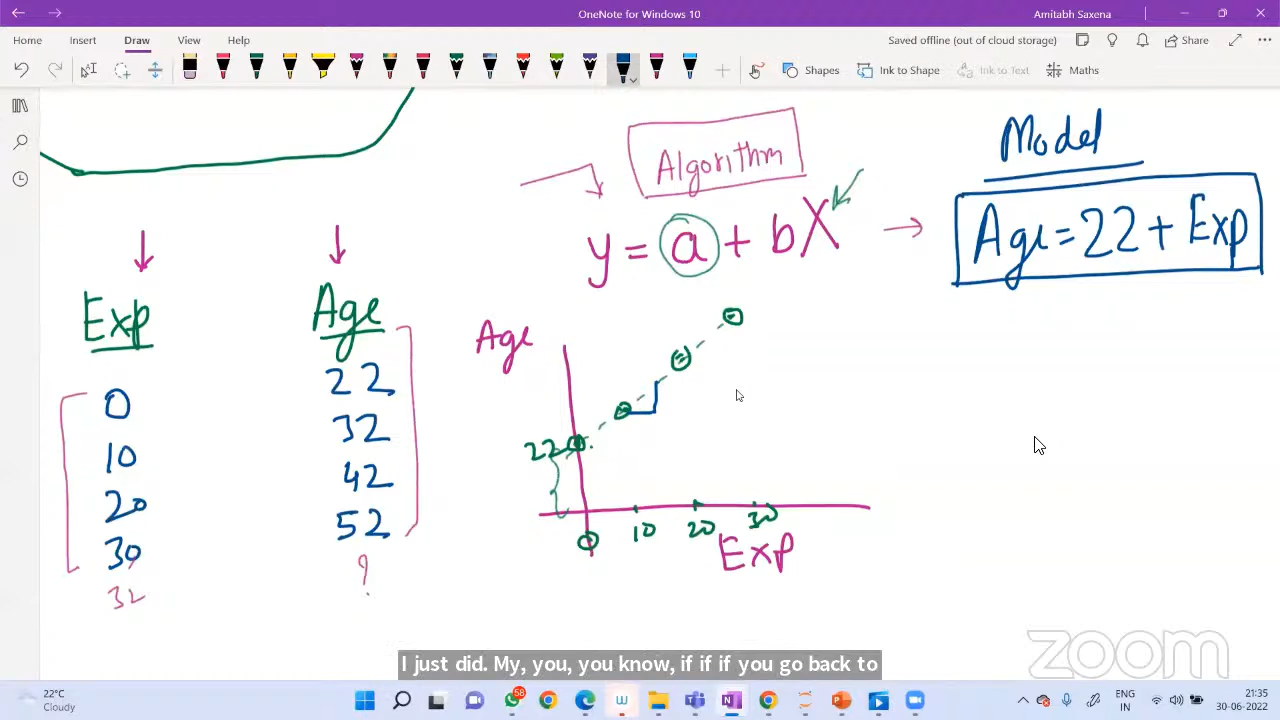 OneNote for Windows 10
Amitabh Saxena
Home Insert Draw View Help
Saved offline (out of cloud storage)
Share
Shapes
Ink to Shape
Ink to Text
Maths
Algorithm
y = a + bX
Model
Age = 22 + Exp
Exp Age
0 22
10 32
20 42
30 52
32 ?
Age
22
0 10 20 30
Exp
I just did. My, you, you know, if if if you go back to
zoom
22°C
Cloudy
58
ENG
IN
21:35
30-06-2022